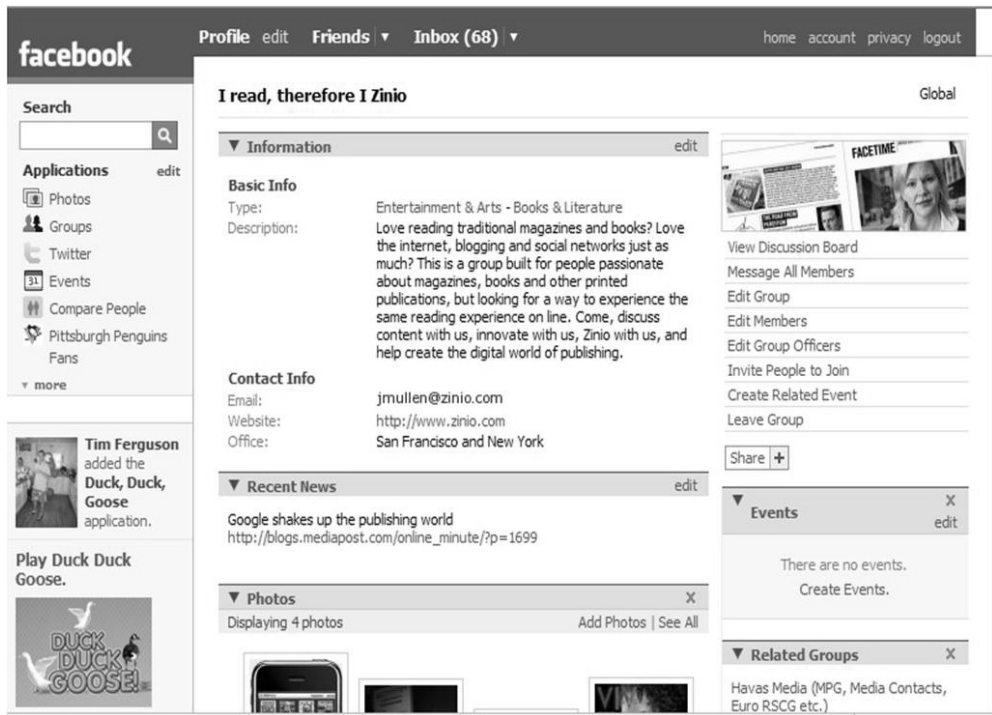 facebook
Profile edit Friends Inbox (68)
home account privacy logout
Search
Applications edit
Photos
Groups
Twitter
31 Events
Compare People
Pittsburgh Penguins
Fans
more
Tim Ferguson
added the
Duck, Duck,
Goose
application.
Play Duck Duck
Goose.
DUCK
DUCK
GOOSE!
I read, therefore I Zinio
Global
Information edit
Basic Info
Type: Entertainment & Arts - Books & Literature
Description: Love reading traditional magazines and books? Love
the internet, blogging and social networks just as
much? This is a group built for people passionate
about magazines, books and other printed
publications, but looking for a way to experience the
same reading experience on line. Come, discuss
content with us, innovate with us, Zinio with us, and
help create the digital world of publishing.
Contact Info
Email: jmullen@zinio.com
Website: http://www.zinio.com
Office: San Francisco and New York
Recent News edit
Google shakes up the publishing world
http://blogs.mediapost.com/online_minute/?p=1699
Photos X
Displaying 4 photos Add Photos | See All
FACETIME
View Discussion Board
Message All Members
Edit Group
Edit Members
Edit Group Officers
Invite People to Join
Create Related Event
Leave Group
Share +
Events X
edit
There are no events.
Create Events.
Related Groups X
Havas Media (MPG, Media Contacts,
Euro RSCG etc.)